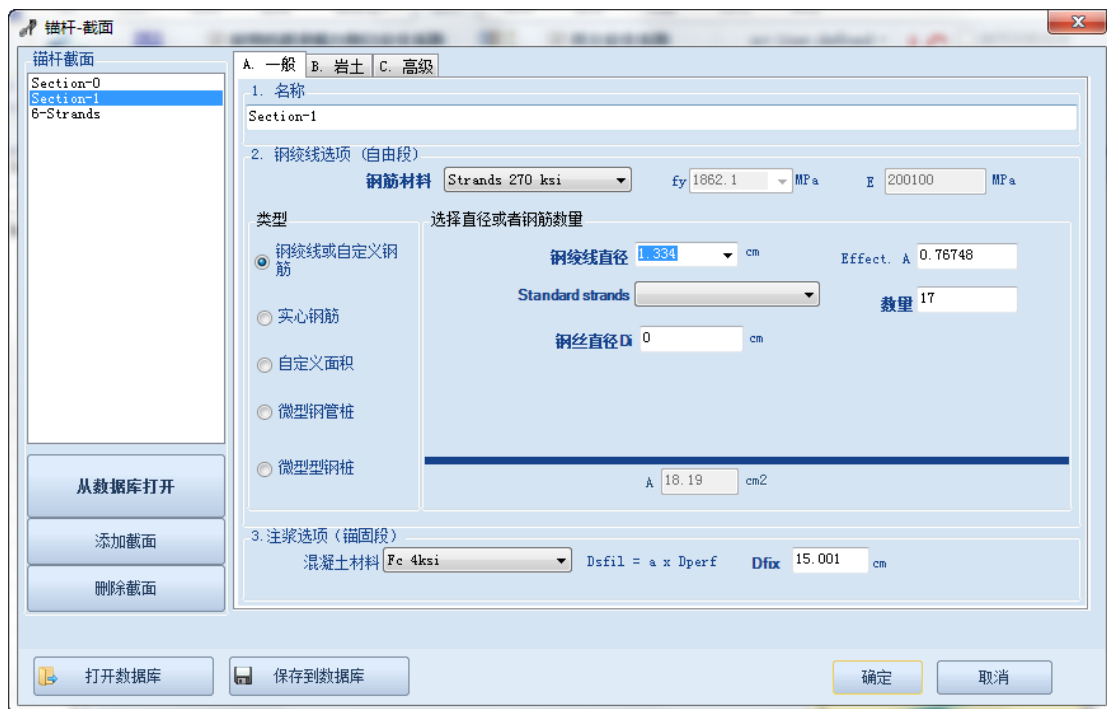 锚杆-截面
锚杆截面
Section-0
Section-1
6-Strands
从数据库打开
添加截面
删除截面
A. 一般 B. 岩土 C. 高级
1. 名称
Section-1
2. 钢绞线选项 (自由段)
钢筋材料 Strands 270 ksi fy 1862.1 MPa E 200100 MPa
类型
钢绞线或自定义钢
筋
实心钢筋
自定义面积
微型钢管桩
微型型钢桩
选择直径或者钢筋数量
钢绞线直径 1.334 cm Effect. A 0.76748
Standard strands 数量 17
钢丝直径Di 0 cm
A 18.19 cm2
3.注浆选项(锚固段)
混凝土材料 Fc 4ksi Dsfil = a x Dperf Dfix 15.001 cm
打开数据库 保存到数据库 确定 取消